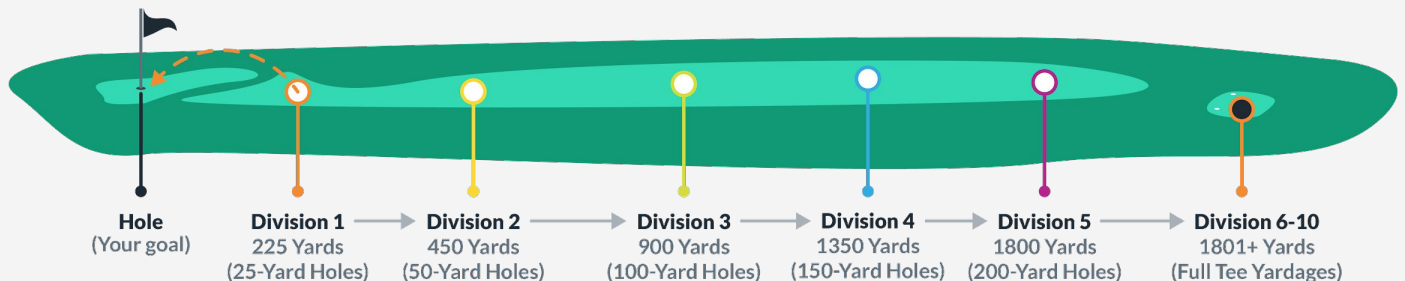 Hole
(Your goal)
Division 1
225 Yards
(25-Yard Holes)
Division 2
450 Yards
(50-Yard Holes)
Division 3
900 Yards
(100-Yard Holes)
Division 4
1350 Yards
(150-Yard Holes)
Division 5
1800 Yards
(200-Yard Holes)
Division 6-10
1801+ Yards
(Full Tee Yardages)